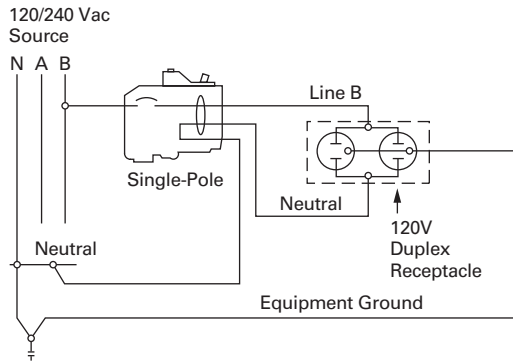 120/240 Vac
Source
N A B
Line B
Single-Pole
Neutral
120V
Duplex
Receptacle
Neutral
Equipment Ground